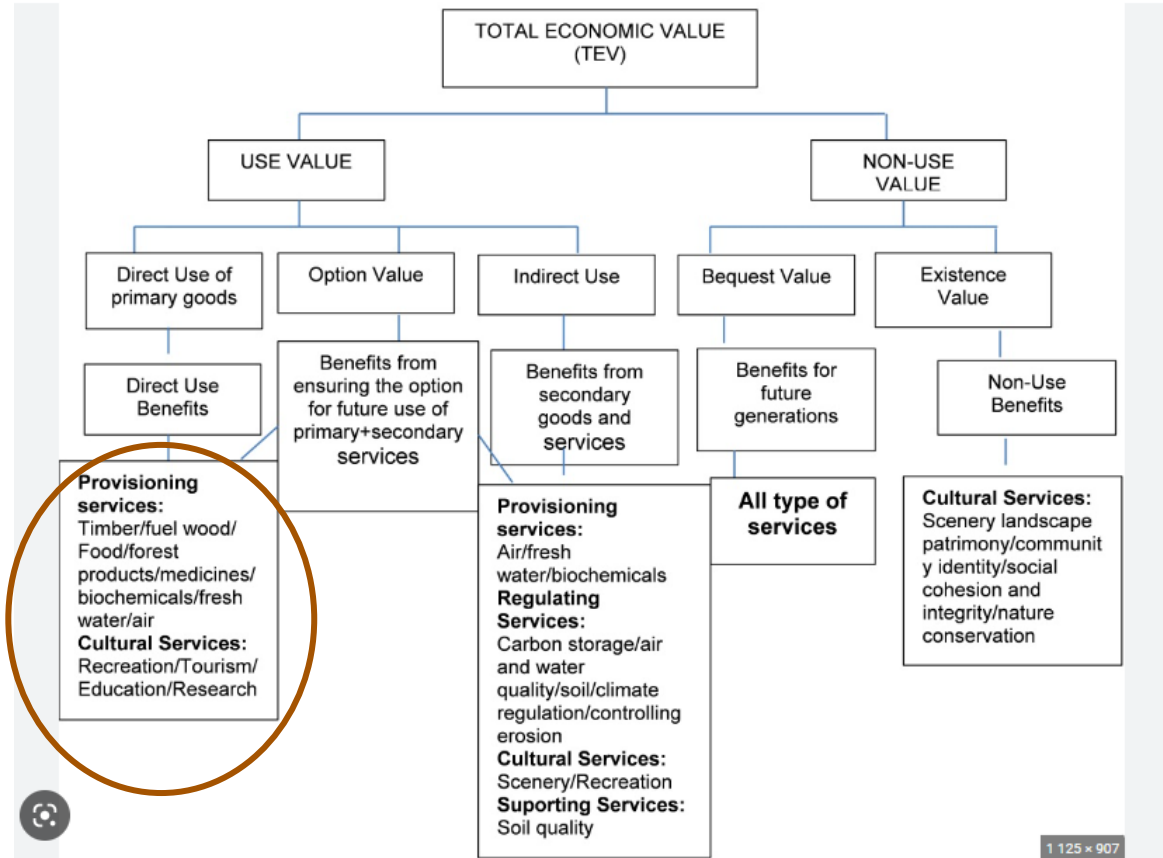 TOTAL ECONOMIC VALUE
(TEV)
USE VALUE
NON-USE
VALUE
Direct Use of
primary goods
Option Value
Indirect Use
Bequest Value
Existence
Value
Direct Use
Benefits
Benefits from
ensuring the option
for future use of
primary+secondary
services
Benefits from
secondary
goods and
services
Benefits for
future
generations
Non-Use
Benefits
Provisioning
services:
Timber/fuel wood/
Food/forest
products/medicines/
biochemicals/fresh
water/air
Cultural Services:
Recreation/Tourism/
Education/Research
Provisioning
services:
Air/fresh
water/biochemicals
Regulating
Services:
Carbon storage/air
and water
quality/soil/climate
regulation/controlling
erosion
Cultural Services:
Scenery/Recreation
Suporting Services:
Soil quality
All type of
services
Cultural Services:
Scenery landscape
patrimony/communit
y identity/social
cohesion and
integrity/nature
conservation
1 125 × 907